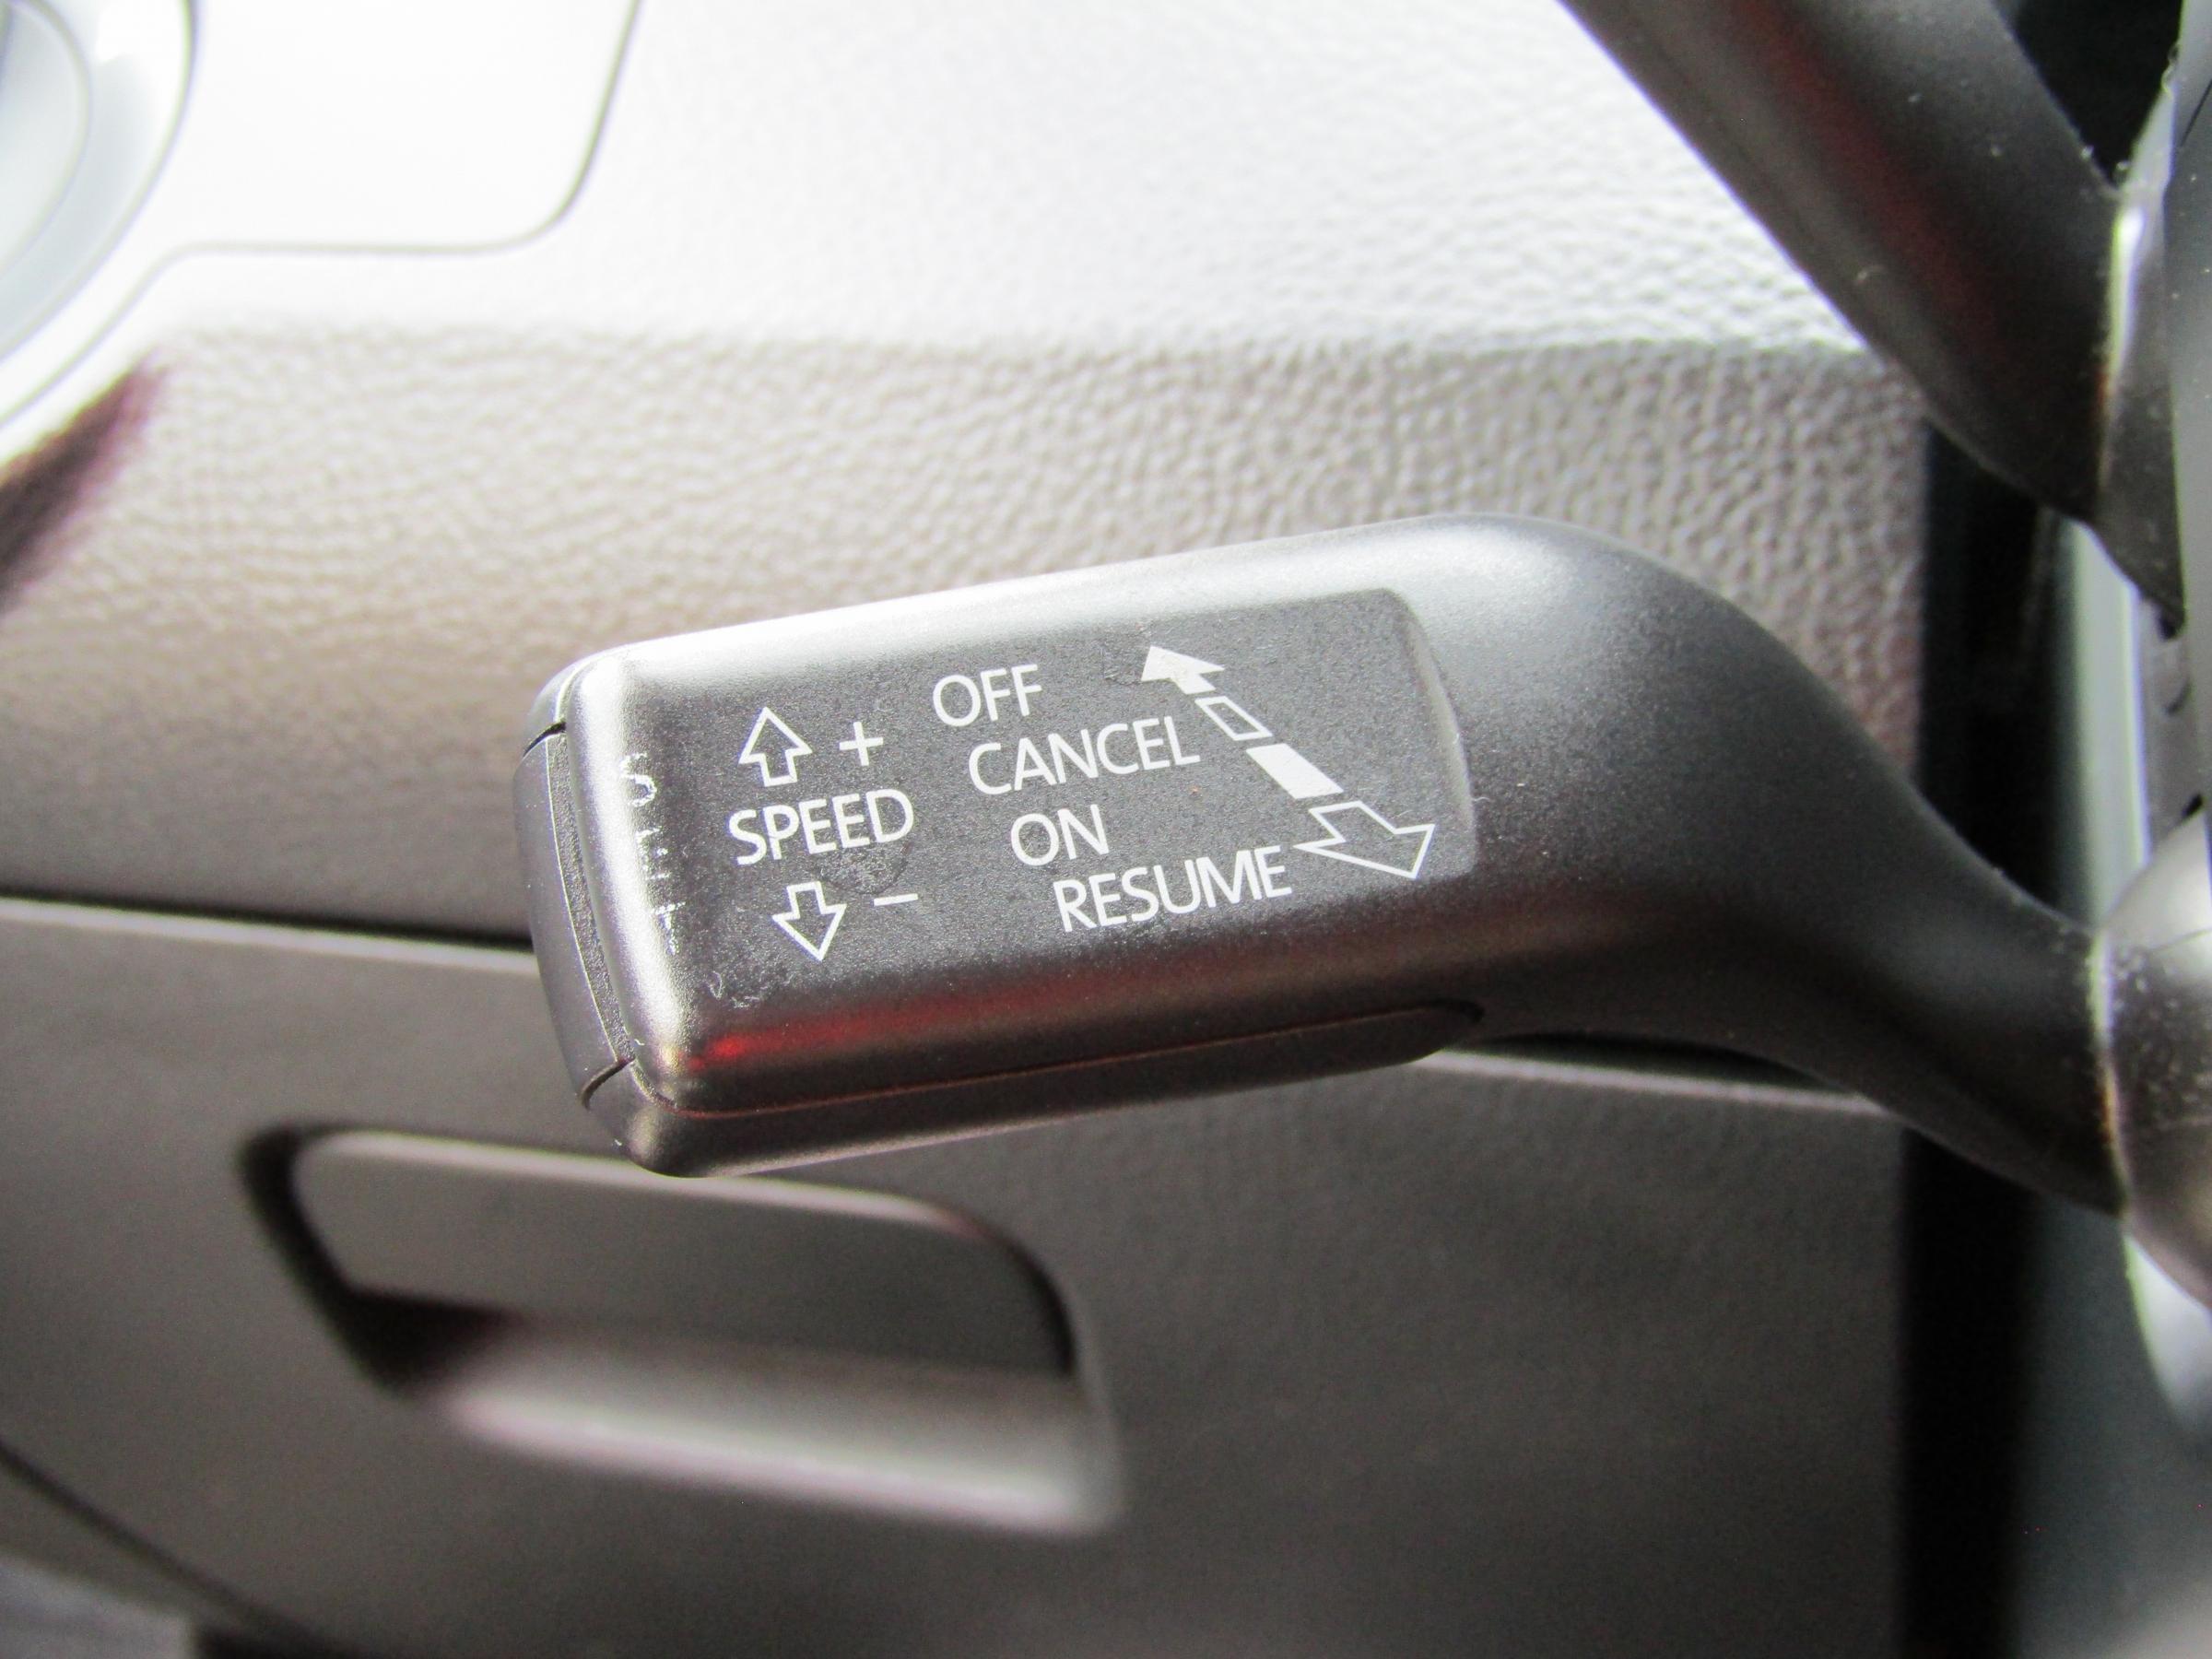 OFF
CANCEL
ON
RESUME
+
SPEED
-